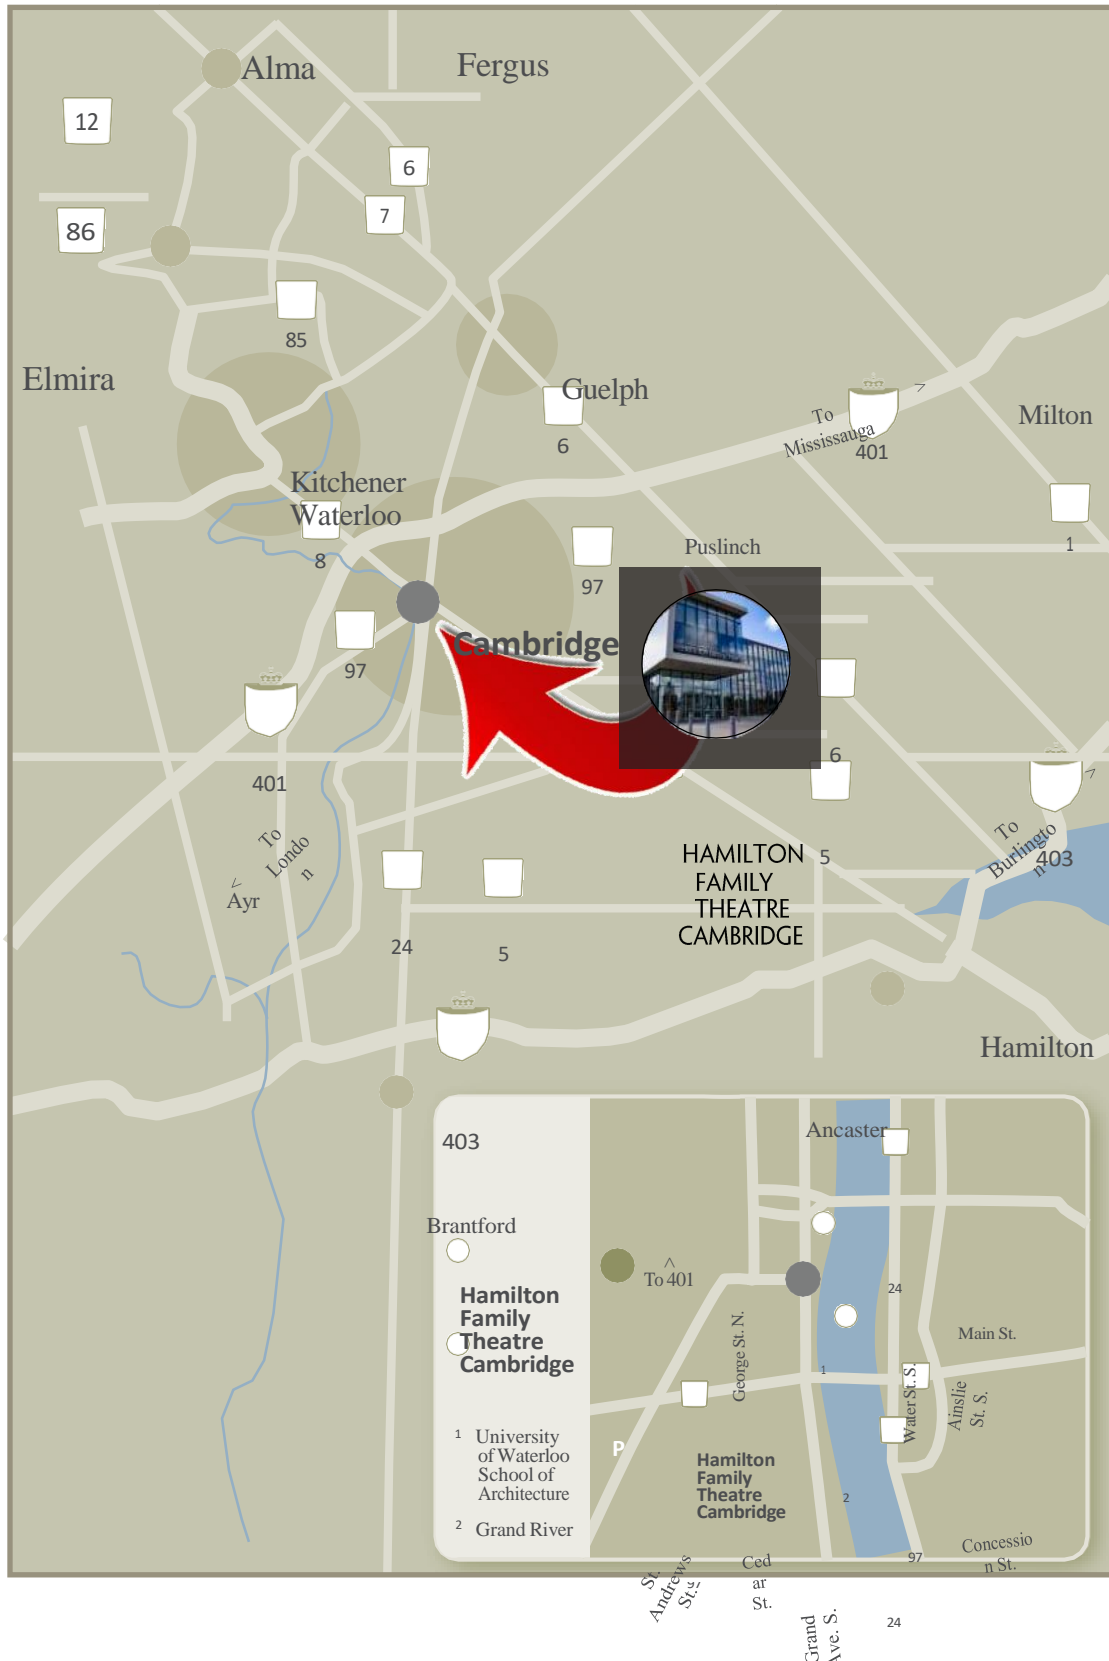 Alma
Fergus
12
6
7
86
85
Elmira
Guelph
6
To
Mississauga
401
>
Milton
1
Kitchener
Waterloo
8
97
Puslinch
Cambridge
97
401
6
To
Londo
n
<
Ayr
5
To
Burlingto
n
403
>
HAMILTON
FAMILY
THEATRE
CAMBRIDGE
24
5
Hamilton
403
Ancaster
Brantford
Hamilton
Family
Theatre
Cambridge
1 University
of Waterloo
School of
Architecture
2 Grand River
>
To 401
24
George St. N.
Main St.
1
Water St. S.
Ainslie
St. S.
P
Hamilton
Family
Theatre
Cambridge
2
97
Concessio
n St.
St.
Andrews
St.
Ced
ar
St.
Grand
Ave. S.
24